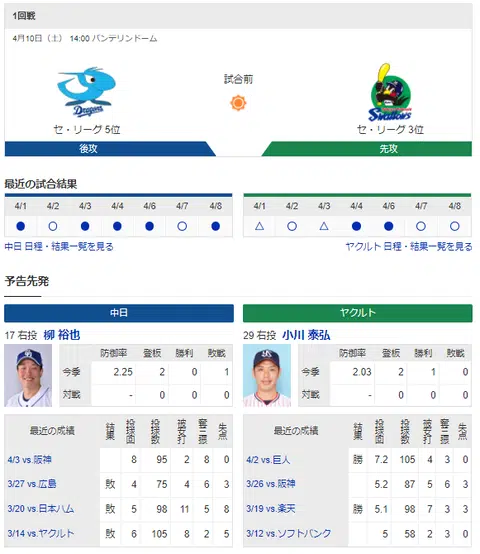 1回戦
4月10日（土） 14:00 バンテリンドーム
試合前
Dragons
Swallows
セ・リーグ 5位
セ・リーグ 3位
後攻
先攻
最近の試合結果
4/1 4/2 4/3 4/4 4/6 4/7 4/8
● ○ ● ● ● ○ ●
4/1 4/2 4/3 4/4 4/6 4/7 4/8
△ ○ △ ● ● ○ ○
中日 日程・結果一覧を見る
ヤクルト 日程・結果一覧を見る
予告先発
中日
17 右投 柳 裕也
防御率 登板 勝利 敗戦
今季 2.25 2 0 1
対戦 - 0 0 0
最近の成績 結果 投球回 投球数 被安打 奪三振 失点
4/3 vs.阪神 8 95 2 8 0
3/27 vs.広島 敗 4 75 4 6 3
3/20 vs.日本ハム 敗 5 98 11 5 8
3/14 vs.ヤクルト 敗 6 105 8 2 5
ヤクルト
29 右投 小川 泰弘
防御率 登板 勝利 敗戦
今季 2.03 2 1 0
対戦 - 0 0 0
最近の成績 結果 投球回 投球数 被安打 奪三振 失点
4/2 vs.巨人 勝 7.2 105 4 3 0
3/26 vs.阪神 5.2 87 5 6 3
3/19 vs.楽天 勝 5.1 98 7 3 3
3/12 vs.ソフトバンク 5 58 2 3 0